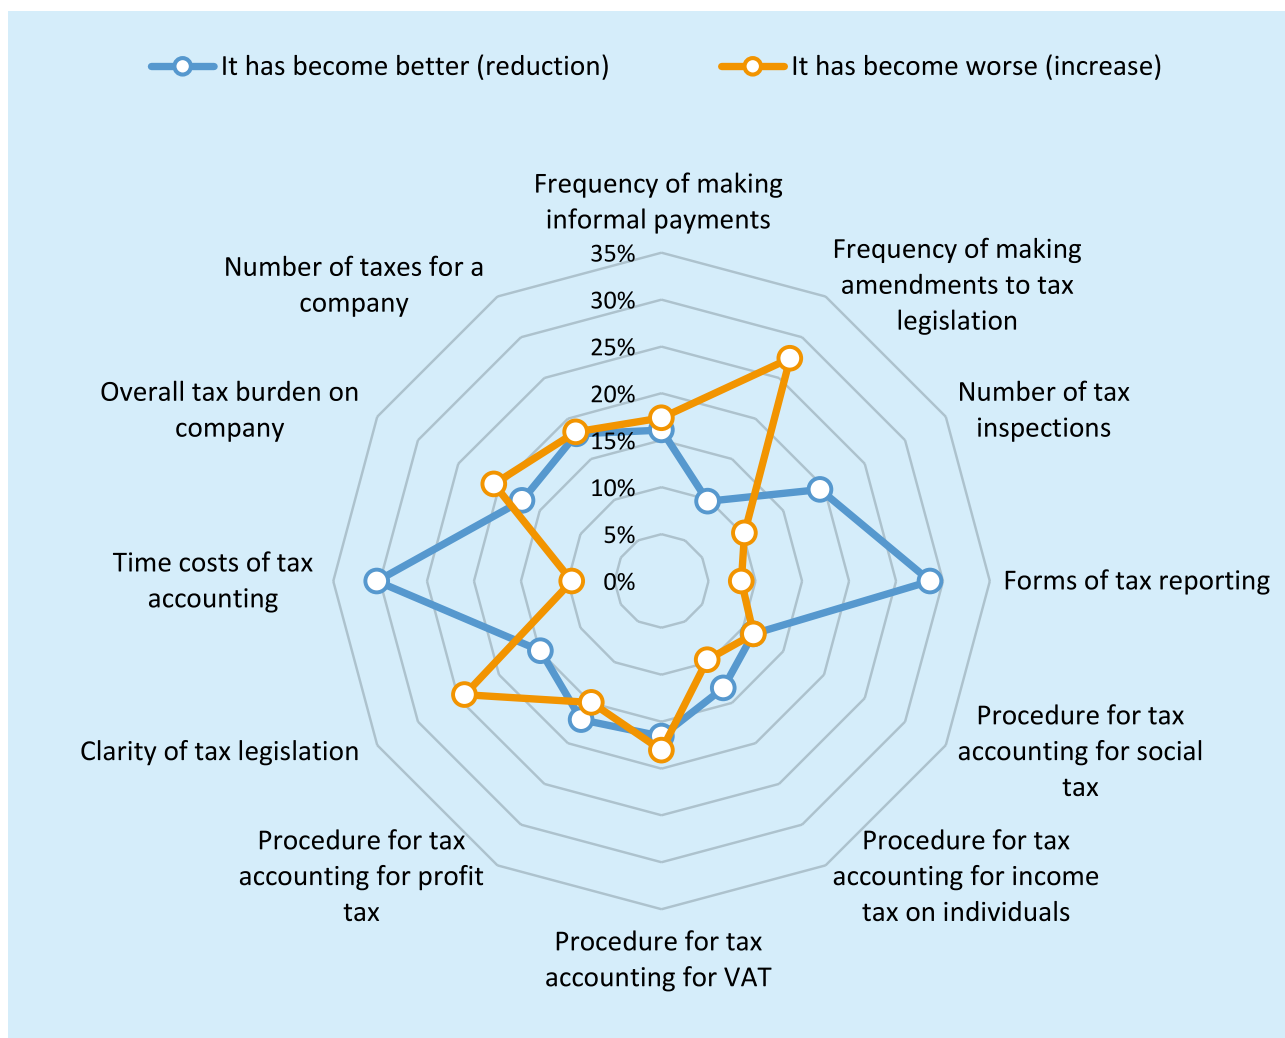 It has become better (reduction)
It has become worse (increase)
Frequency of making
informal payments
Frequency of making
amendments to tax
legislation
Number of tax
inspections
Forms of tax reporting
Procedure for tax
accounting for social
tax
Procedure for tax
accounting for income
tax on individuals
Procedure for tax
accounting for VAT
Procedure for tax
accounting for profit
tax
Clarity of tax legislation
Time costs of tax
accounting
Overall tax burden on
company
Number of taxes for a
company
35%
30%
25%
20%
15%
10%
5%
0%